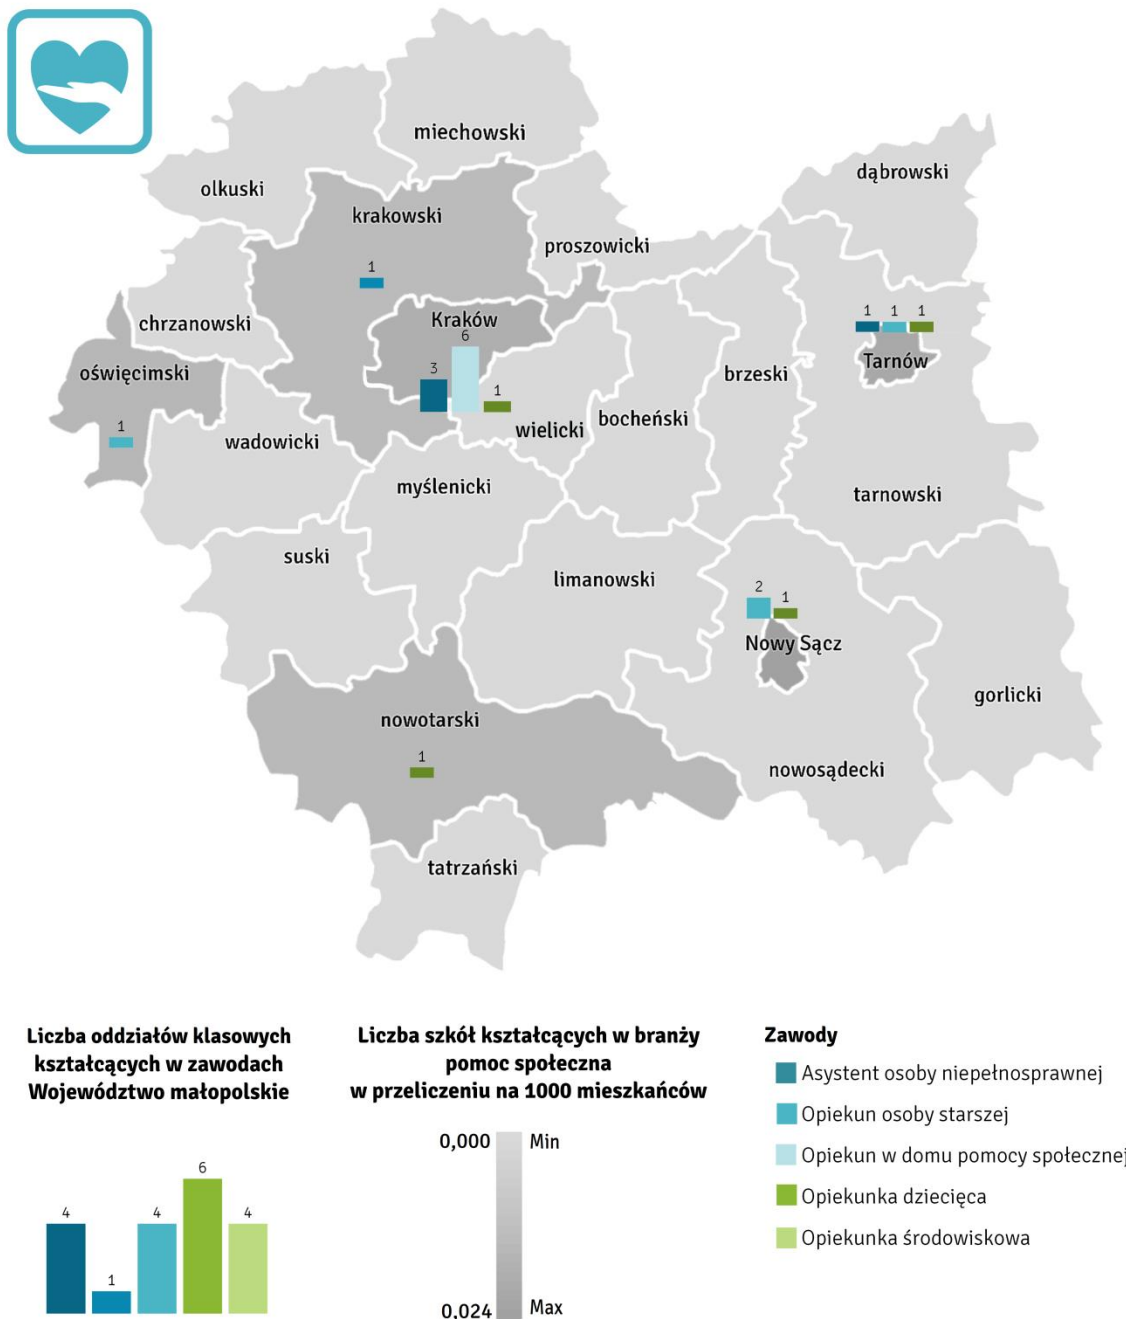 miechowski
dąbrowski
olkuski
krakowski
proszowicki
1
chrzanowski
Kraków
1 1 1
6
oświęcimski
3
Tarnów
brzeski
1
1
bocheński
wielicki
wadowicki
myślenicki
tarnowski
suski
limanowski
2
1
Nowy Sącz
gorlicki
nowotarski
1
nowosądecki
tatrzański
Liczba oddziałów klasowych
kształcących w zawodach
Województwo małopolskie
4
1
4
6
4
Liczba szkół kształcących w branży
pomoc społeczna
w przeliczeniu na 1000 mieszkańców
0,000 Min
0,024 Max
Zawody
Asystent osoby niepełnosprawnej
Opiekun osoby starszej
Opiekun w domu pomocy społecznej
Opiekunka dziecięca
Opiekunka środowiskowa